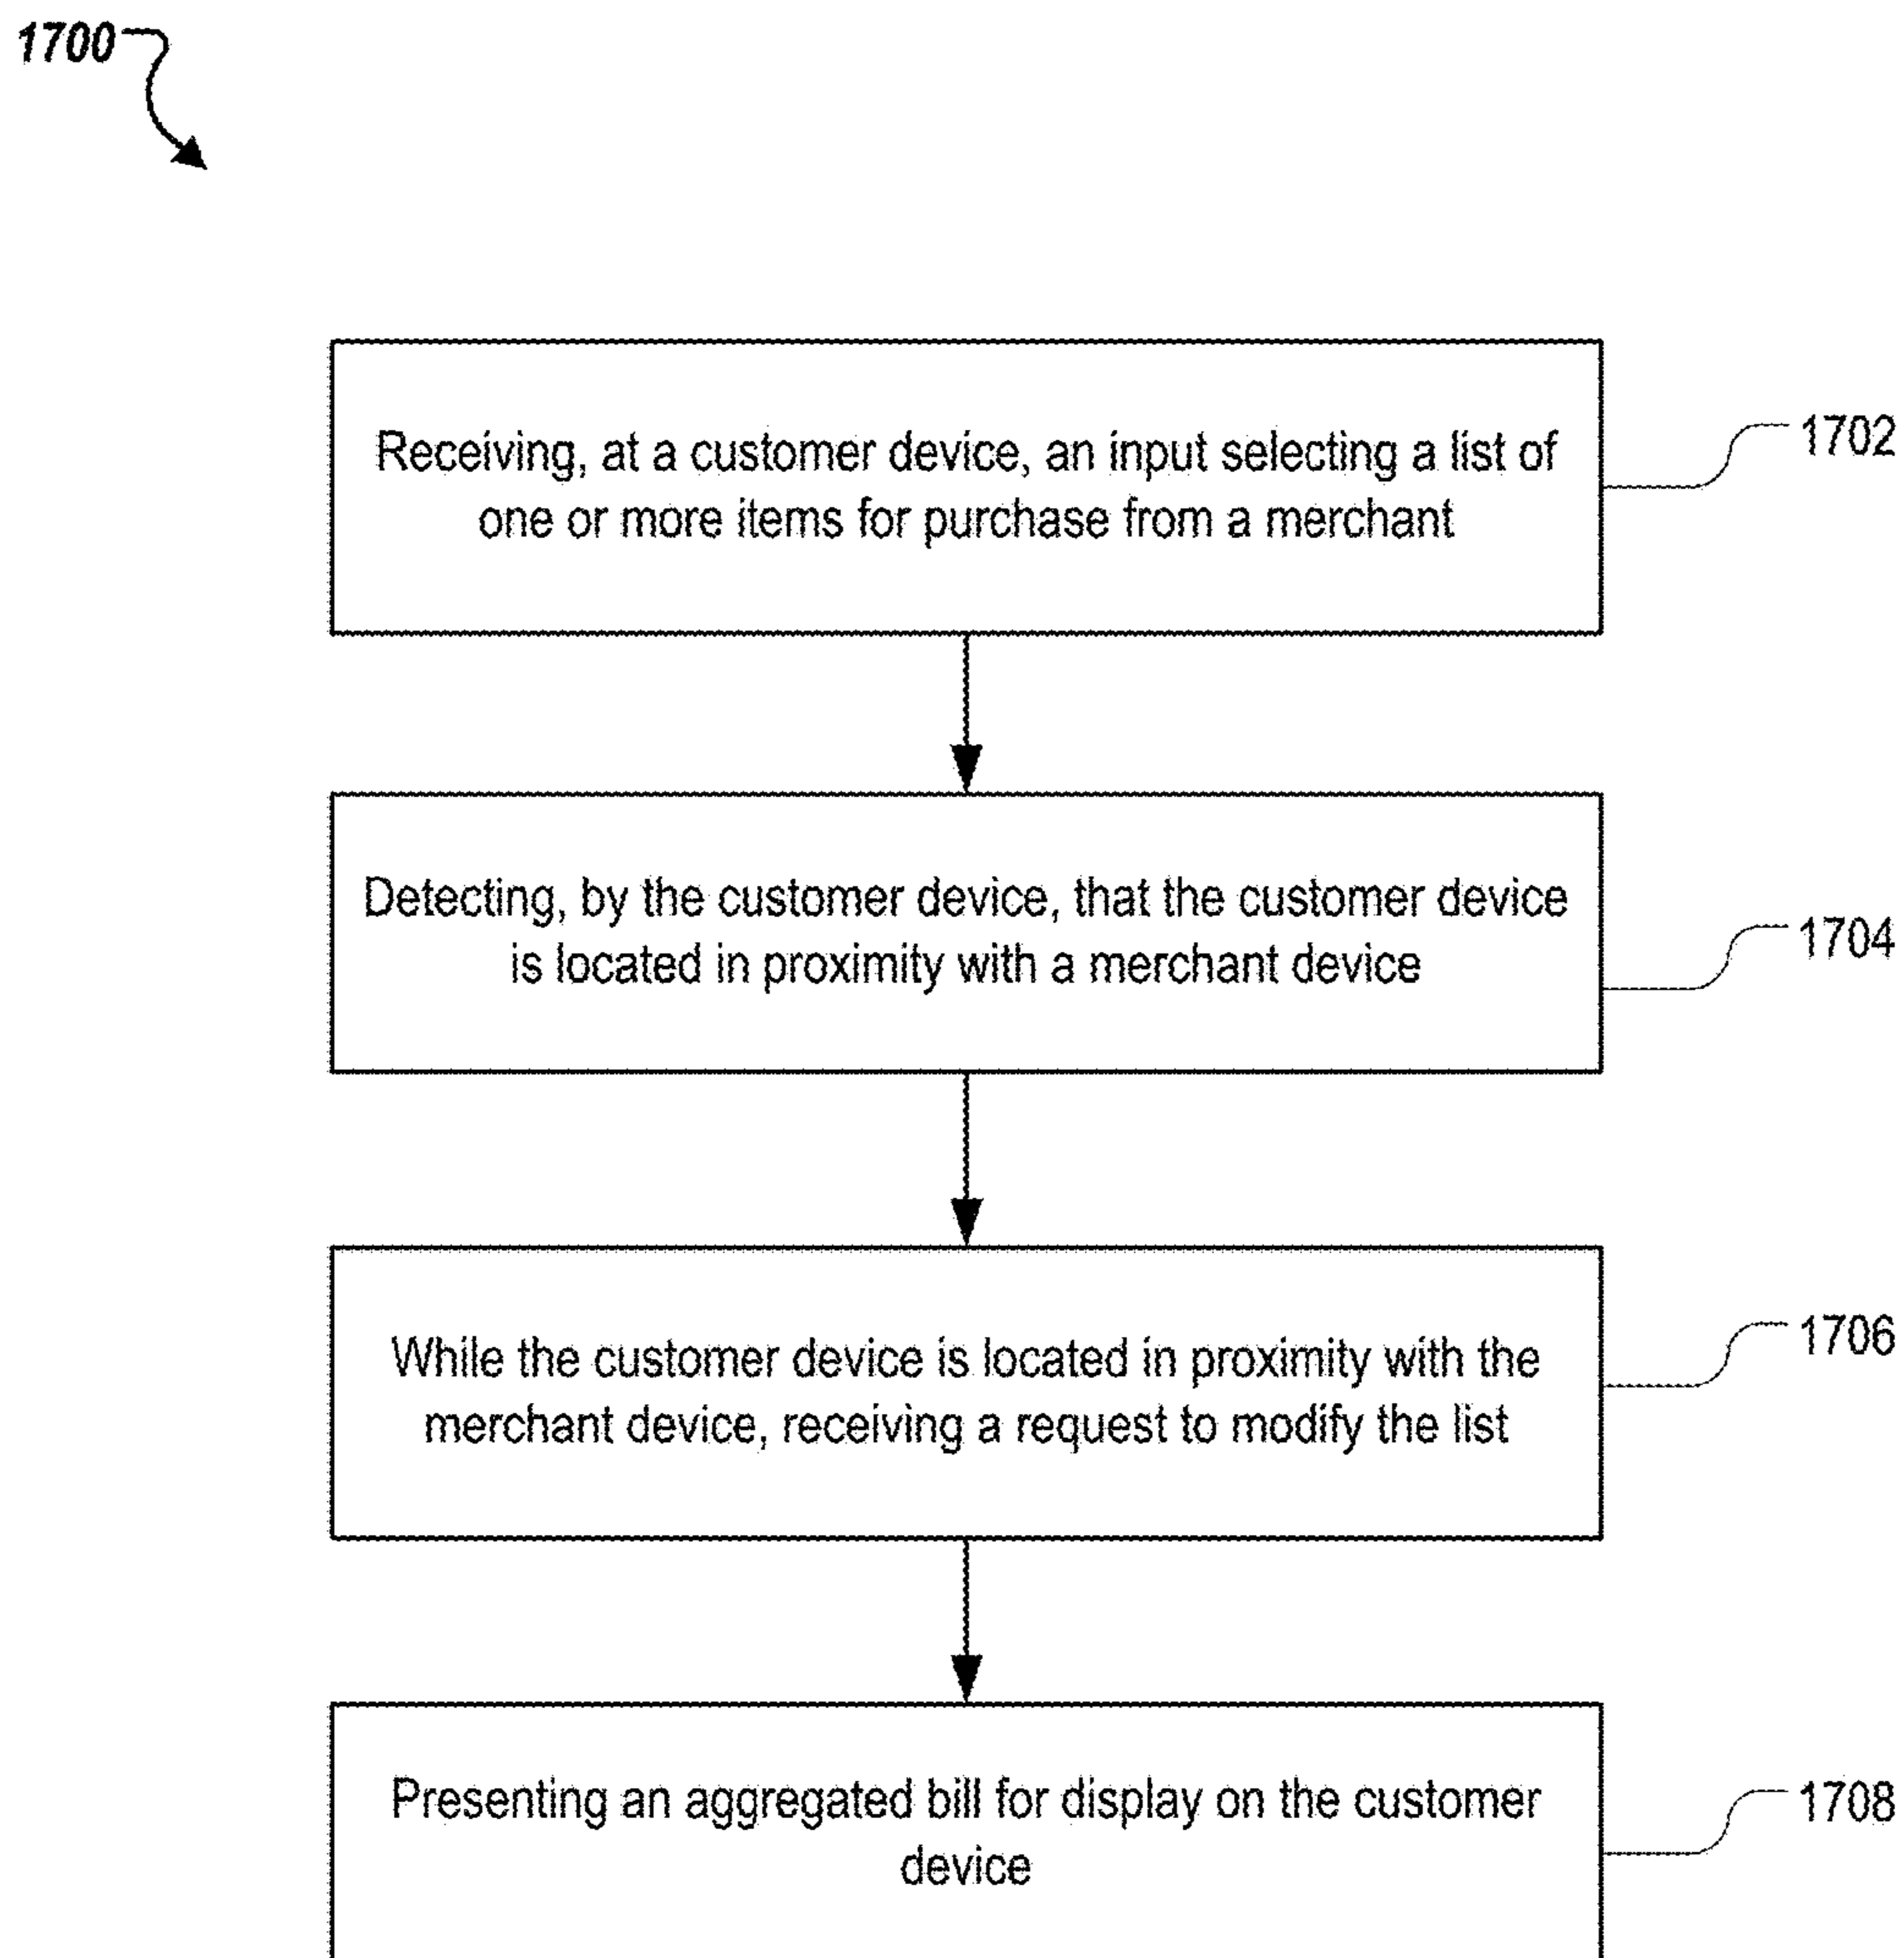 1700
Receiving, at a customer device, an input selecting a list of
one or more items for purchase from a merchant
1702
Detecting, by the customer device, that the customer device
is located in proximity with a merchant device
1704
While the customer device is located in proximity with the
merchant device, receiving a request to modify the list
1706
Presenting an aggregated bill for display on the customer
device
1708